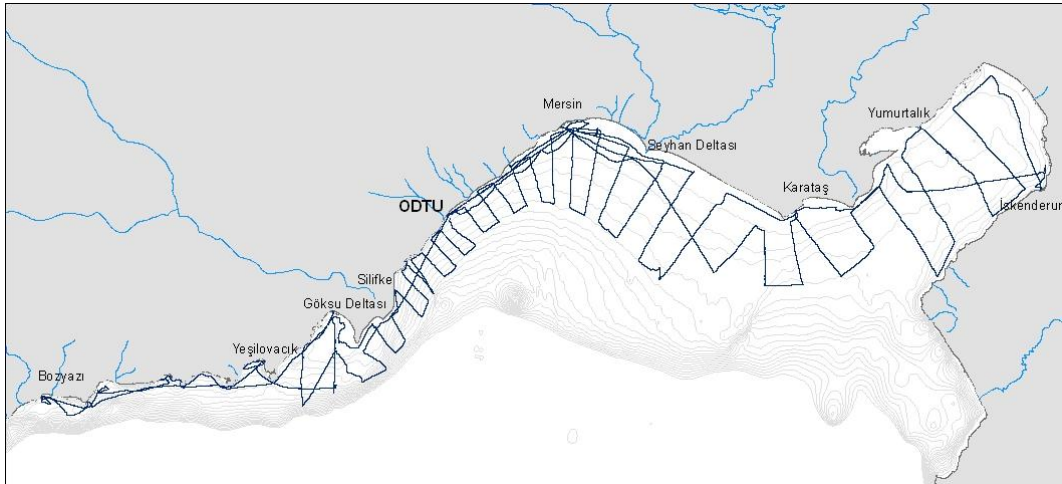 Mersin
Yumurtalık
Seyhan Deltası
Karataş
İskenderun
ODTU
Silifke
Göksu Deltası
Yeşilovacık
Bozyazı